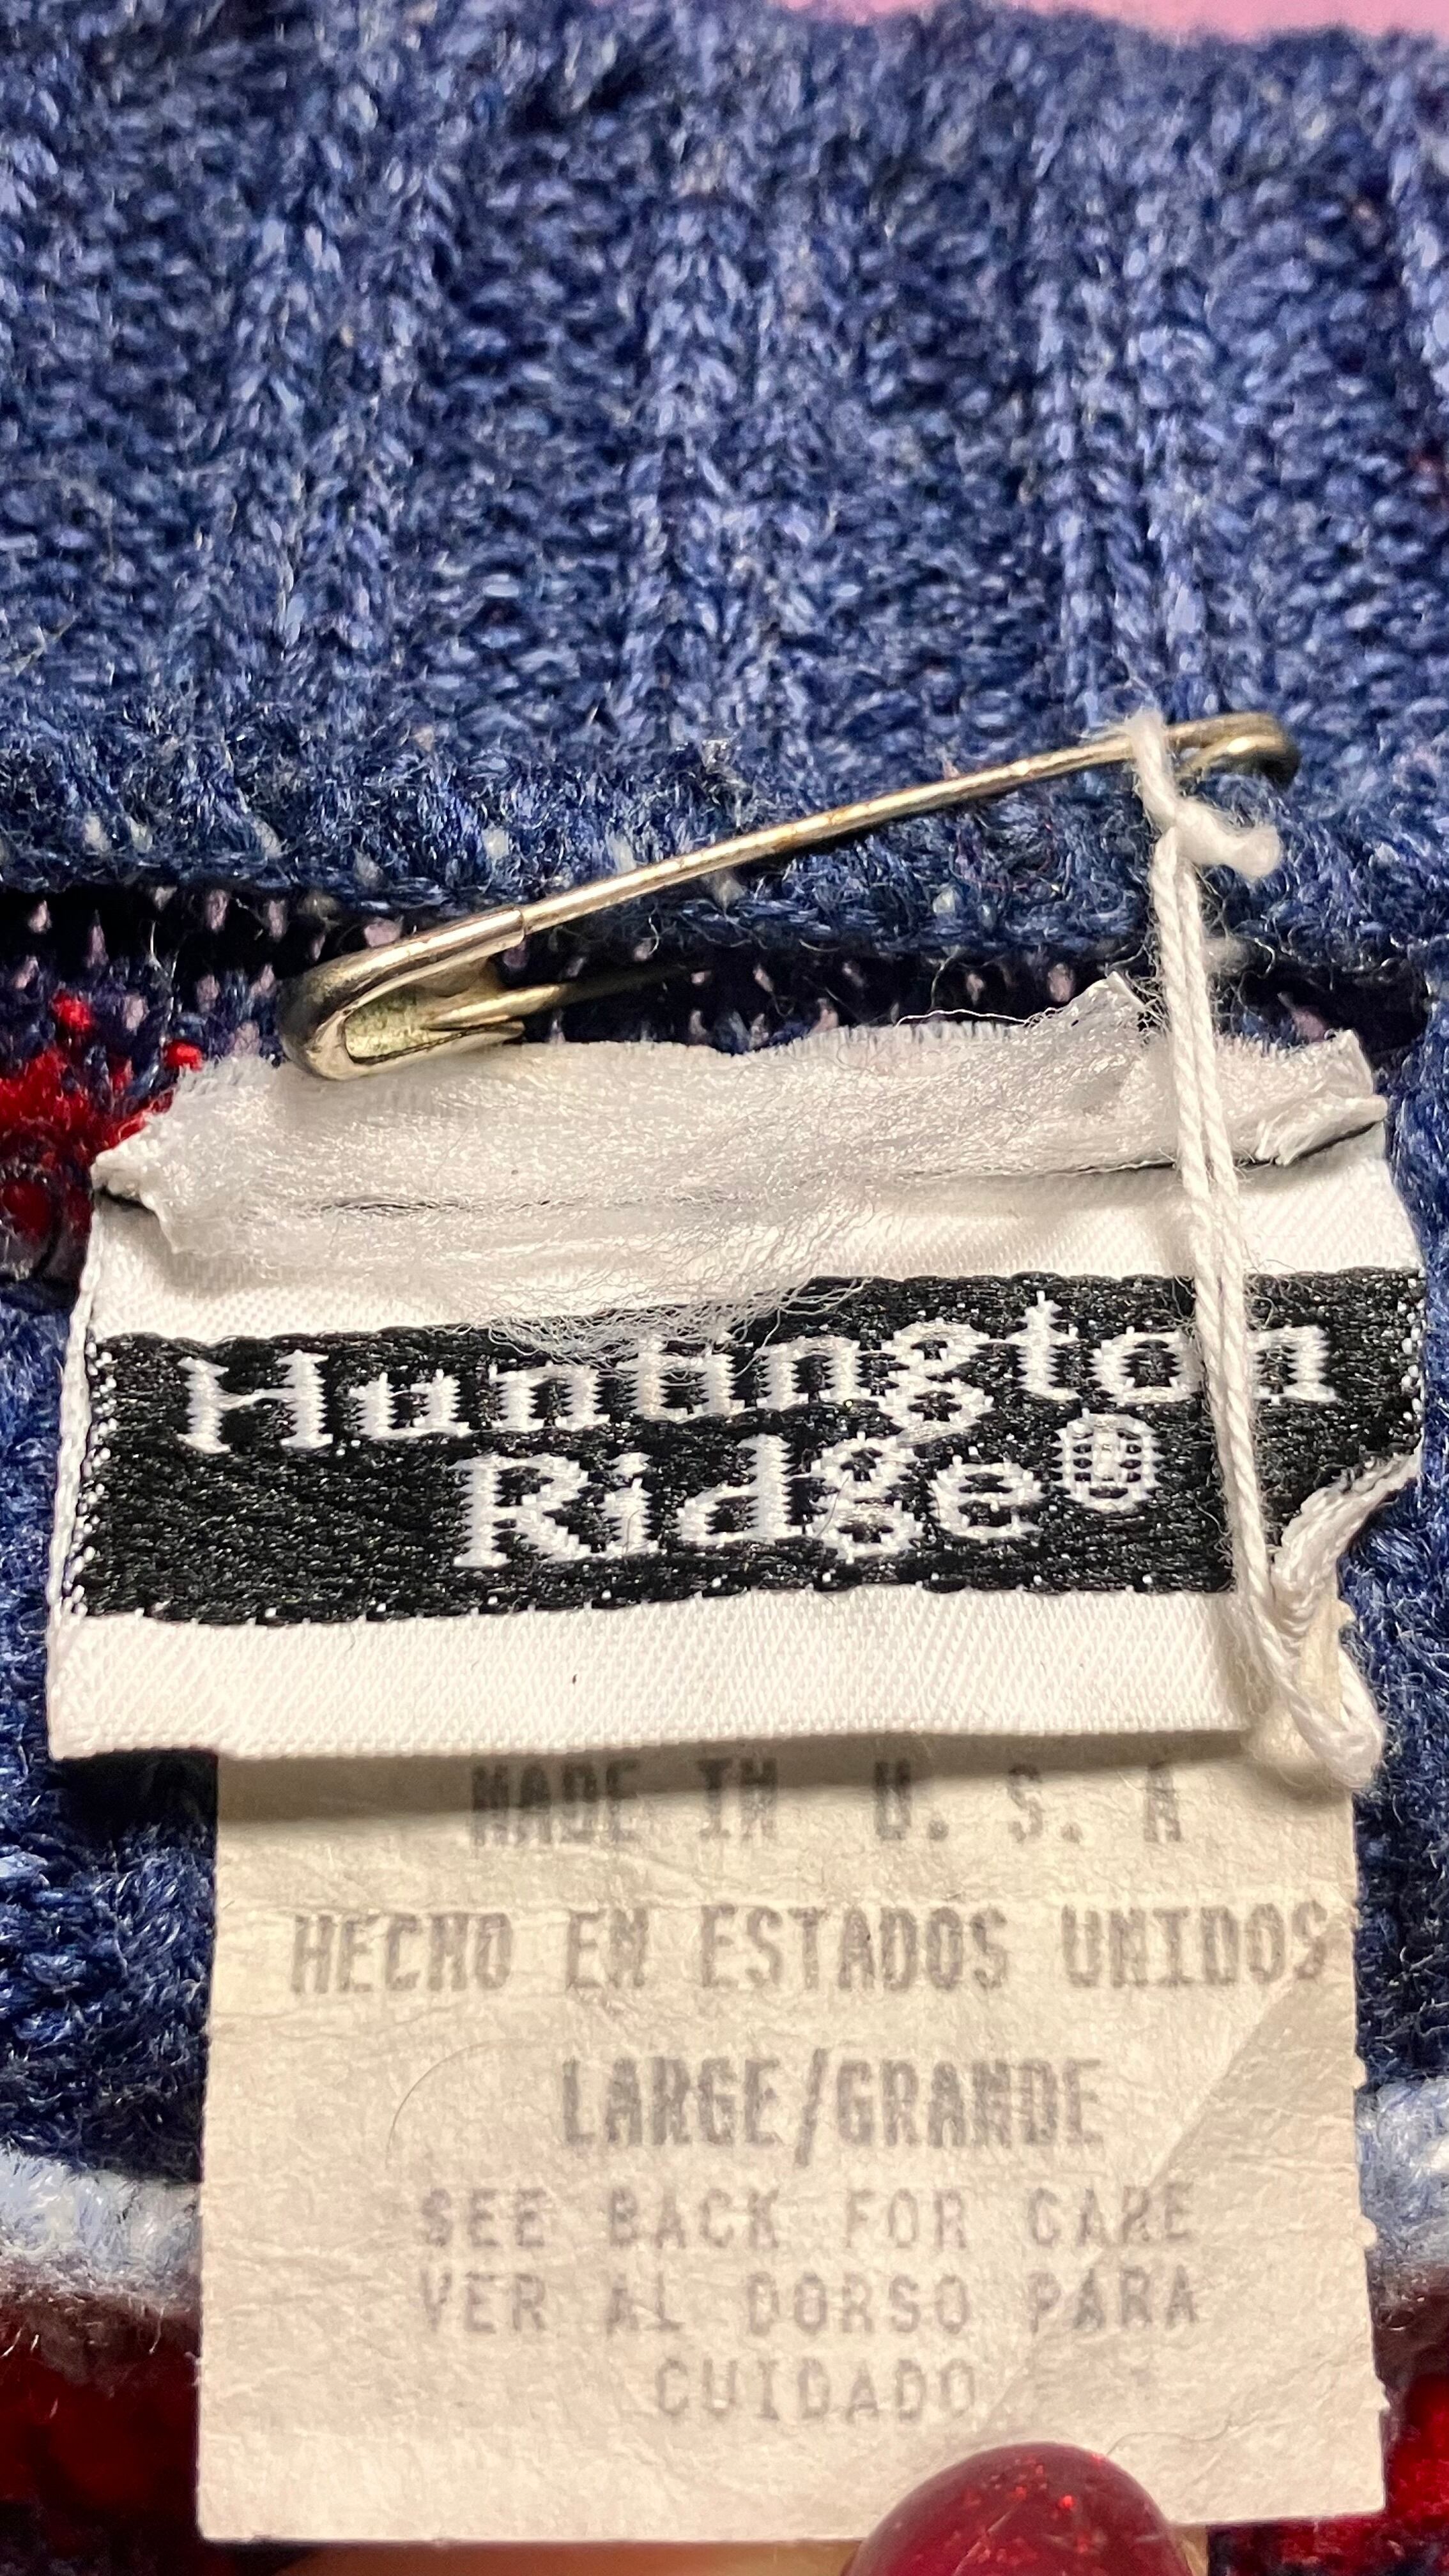 Huntington
Ridge®
MADE IN U. S. A
HECHO EN ESTADOS UNIDOS
LARGE/GRANDE
SEE BACK FOR CARE
VER AL DORSO PARA
CUIDADO